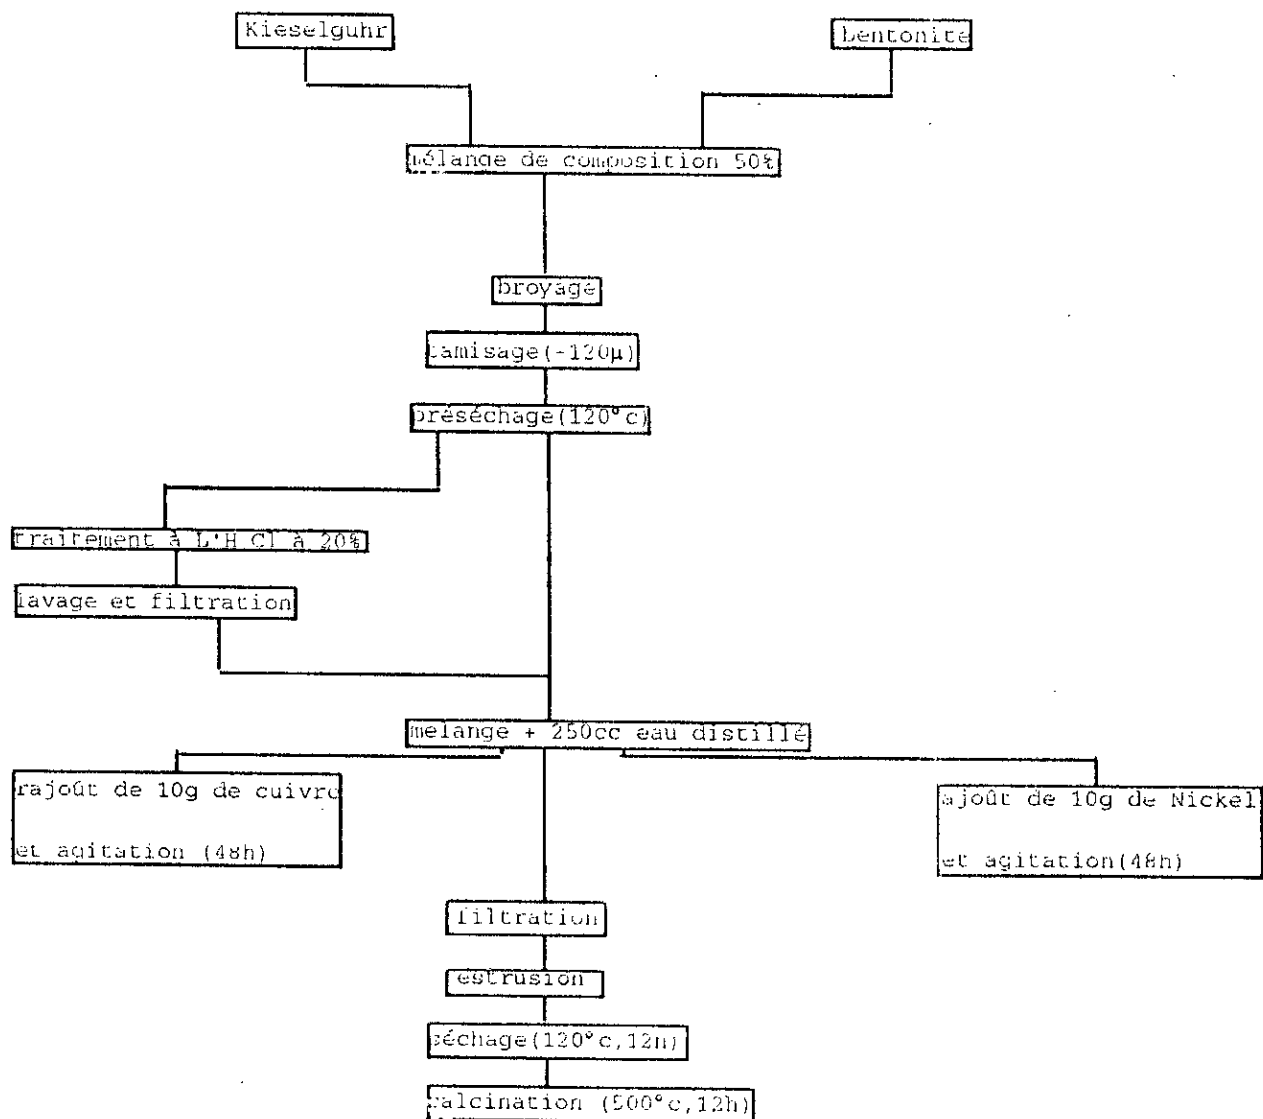 Kieselguhr
bentonite
mélange de composition 50%
broyage
tamisage(-120µ)
préséchage(120°c)
traitement à L'H Cl à 20%
lavage et filtration
melange + 250cc eau distillé
rajoût de 10g de cuivre
et agitation (48h)
ajoût de 10g de Nickel
et agitation(48h)
filtration
estrusion
séchage(120°c,12h)
calcination (500°c,12h)